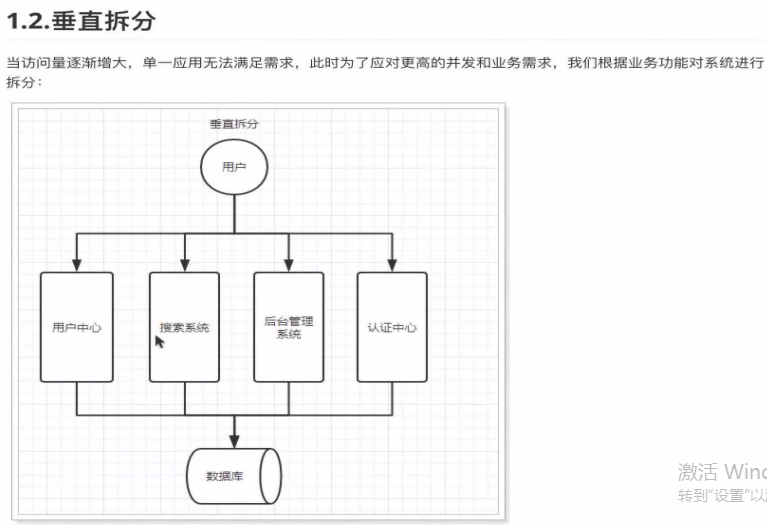 1.2.垂直拆分
当访问量逐渐增大，单一应用无法满足需求，此时为了应对更高的并发和业务需求，我们根据业务功能对系统进行
拆分：
垂直拆分
用户
用户中心
搜索系统
后台管理
系统
认证中心
数据库
激活 Wind
转到"设置"以